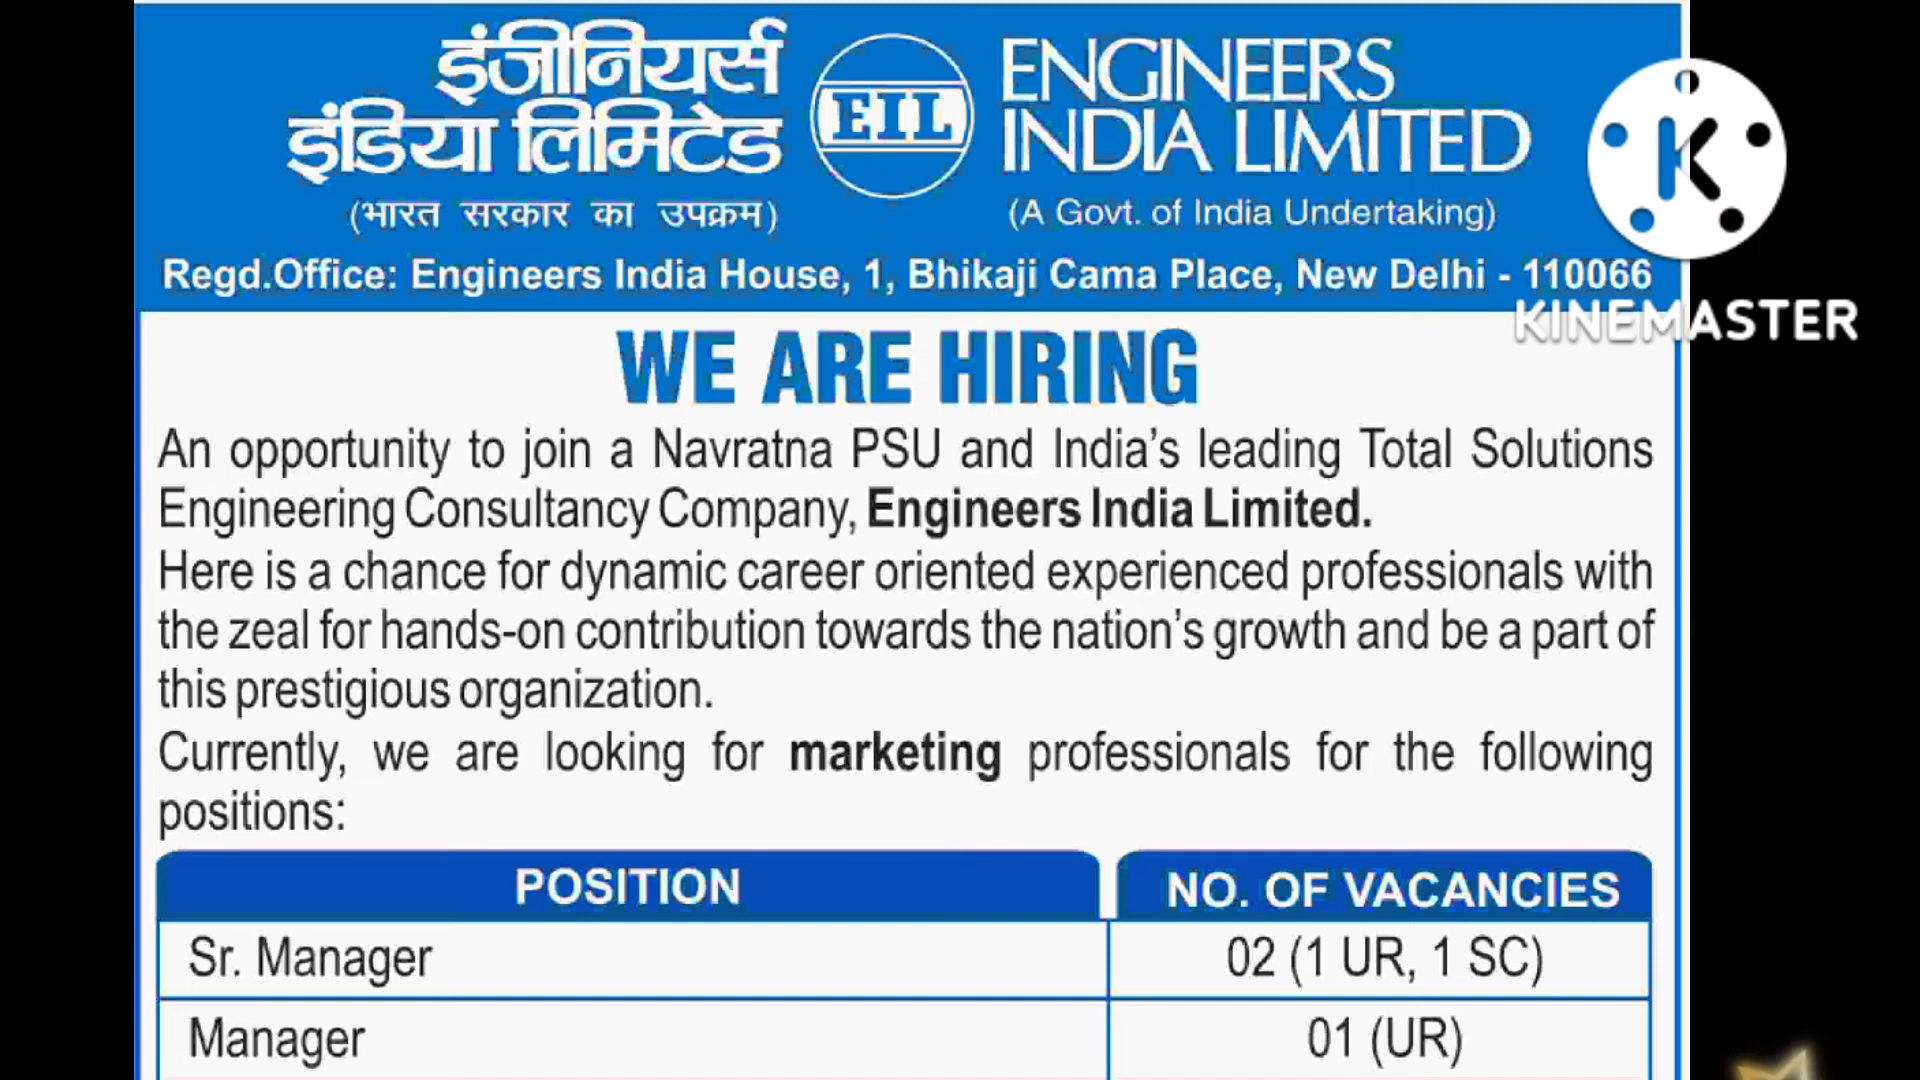 इंजीनियर्स
इंडिया लिमिटेड
(भारत सरकार का उपक्रम)
EIL
ENGINEERS
INDIA LIMITED
(A Govt. of India Undertaking)
Regd.Office: Engineers India House, 1, Bhikaji Cama Place, New Delhi - 110066
K
KINEMASTER
WE ARE HIRING
An opportunity to join a Navratna PSU and India's leading Total Solutions
Engineering Consultancy Company, Engineers India Limited.
Here is a chance for dynamic career oriented experienced professionals with
the zeal for hands-on contribution towards the nation's growth and be a part of
this prestigious organization.
Currently, we are looking for marketing professionals for the following
positions:
POSITION NO. OF VACANCIES
Sr. Manager 02 (1 UR, 1 SC)
Manager 01 (UR)